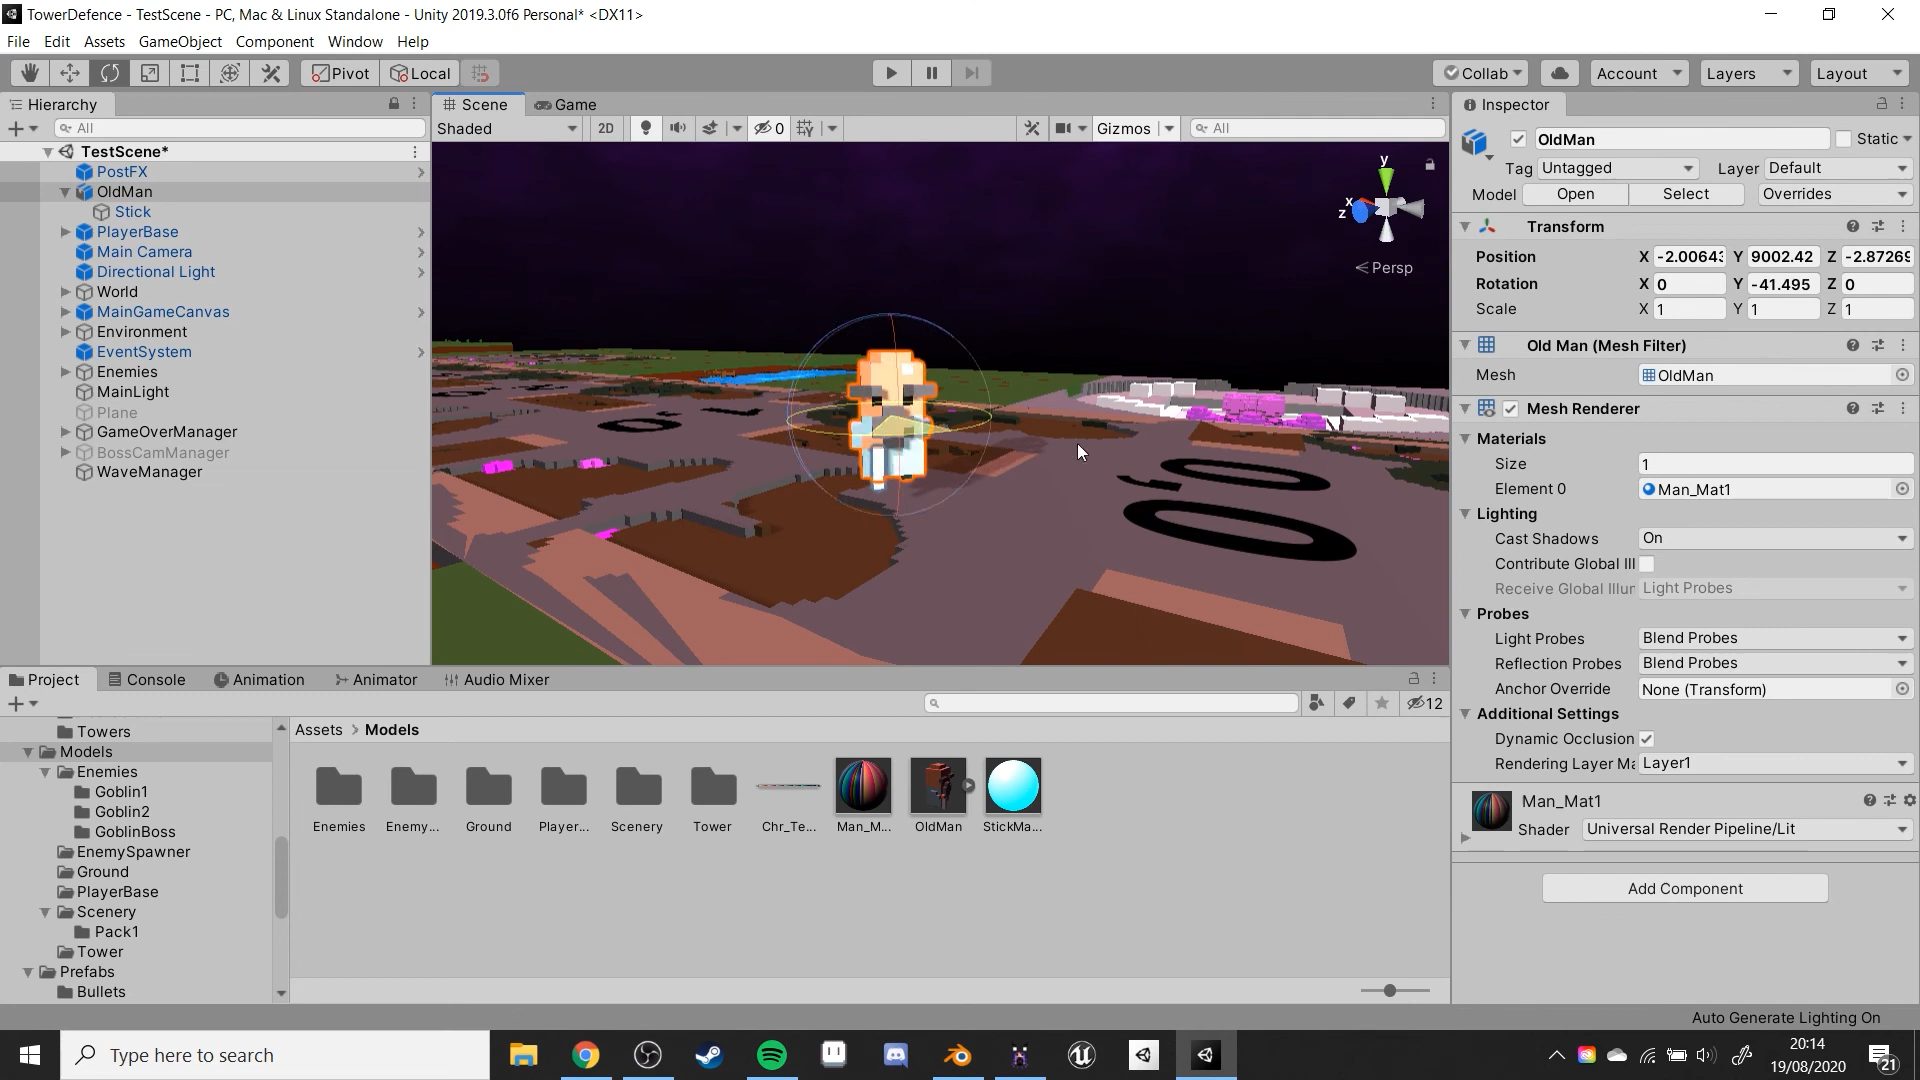 TowerDefence - TestScene - PC, Mac & Linux Standalone - Unity 2019.3.0f6 Personal* <DX11>
File Edit Assets GameObject Component Window Help
Pivot Local Collab Account Layers Layout
Hierarchy
All
TestScene*
PostFX
OldMan
Stick
PlayerBase
Main Camera
Directional Light
World
MainGameCanvas
Environment
EventSystem
Enemies
MainLight
Plane
GameOverManager
BossCamManager
WaveManager
Scene Game
Shaded 2D 0 Gizmos All
y
x
z
Persp
Inspector
OldMan Static
Tag Untagged Layer Default
Model Open Select Overrides
Transform
Position X -2.0064 Y 9002.42 Z -2.8726
Rotation X 0 Y -41.495 Z 0
Scale X 1 Y 1 Z 1
Old Man (Mesh Filter)
Mesh OldMan
Mesh Renderer
Materials
Size 1
Element 0 Man_Mat1
Lighting
Cast Shadows On
Contribute Global Ill
Receive Global Illur Light Probes
Probes
Light Probes Blend Probes
Reflection Probes Blend Probes
Anchor Override None (Transform)
Additional Settings
Dynamic Occlusion
Rendering Layer Ma Layer1
Man_Mat1
Shader Universal Render Pipeline/Lit
Add Component
Project Console Animation Animator Audio Mixer
12
Towers
Models
Enemies
Goblin1
Goblin2
GoblinBoss
EnemySpawner
Ground
PlayerBase
Scenery
Pack1
Tower
Prefabs
Bullets
Assets > Models
Enemies Enemy... Ground Player... Scenery Tower Chr_Te... Man_M... OldMan StickMa...
Auto Generate Lighting On
Type here to search
20:14
19/08/2020
21